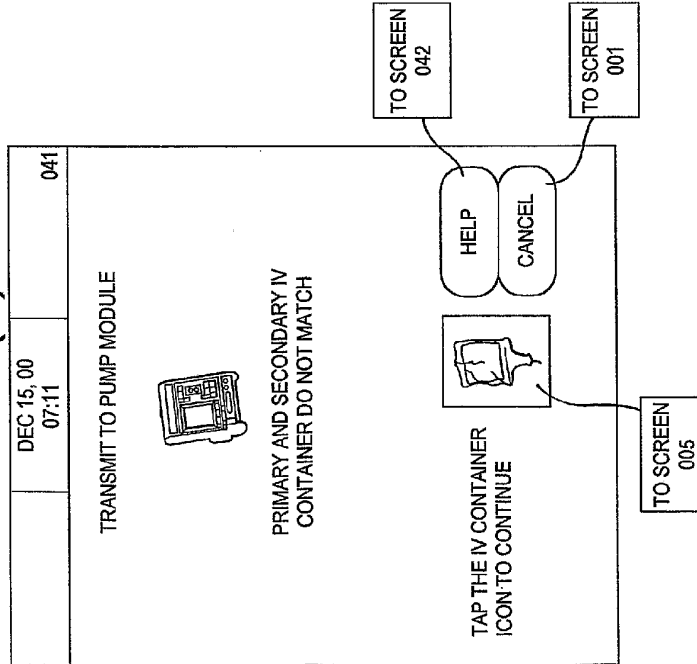 DEC 15, 00
07:11
041
TRANSMIT TO PUMP MODULE
PRIMARY AND SECONDARY IV
CONTAINER DO NOT MATCH
TAP THE IV CONTAINER
ICON TO CONTINUE
HELP
CANCEL
TO SCREEN
042
TO SCREEN
001
TO SCREEN
005